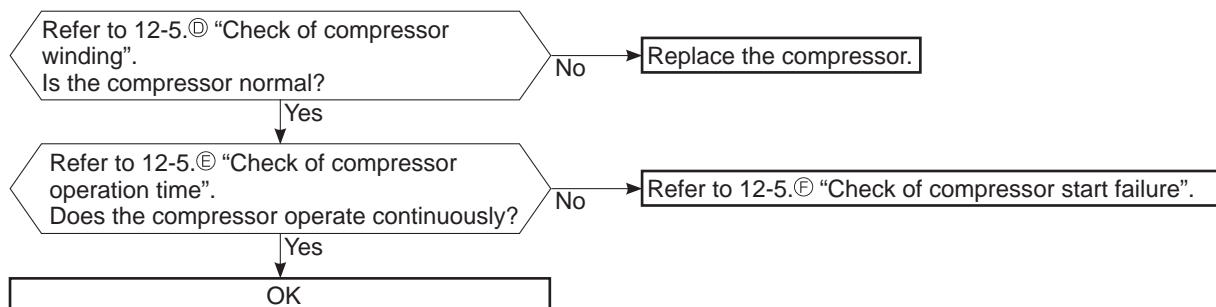 Refer to 12-5.Ⓓ “Check of compressor
winding”.
Is the compressor normal?
No
Replace the compressor.
Yes
Refer to 12-5.Ⓔ “Check of compressor
operation time”.
Does the compressor operate continuously?
No
Refer to 12-5.Ⓕ “Check of compressor start failure”.
Yes
OK